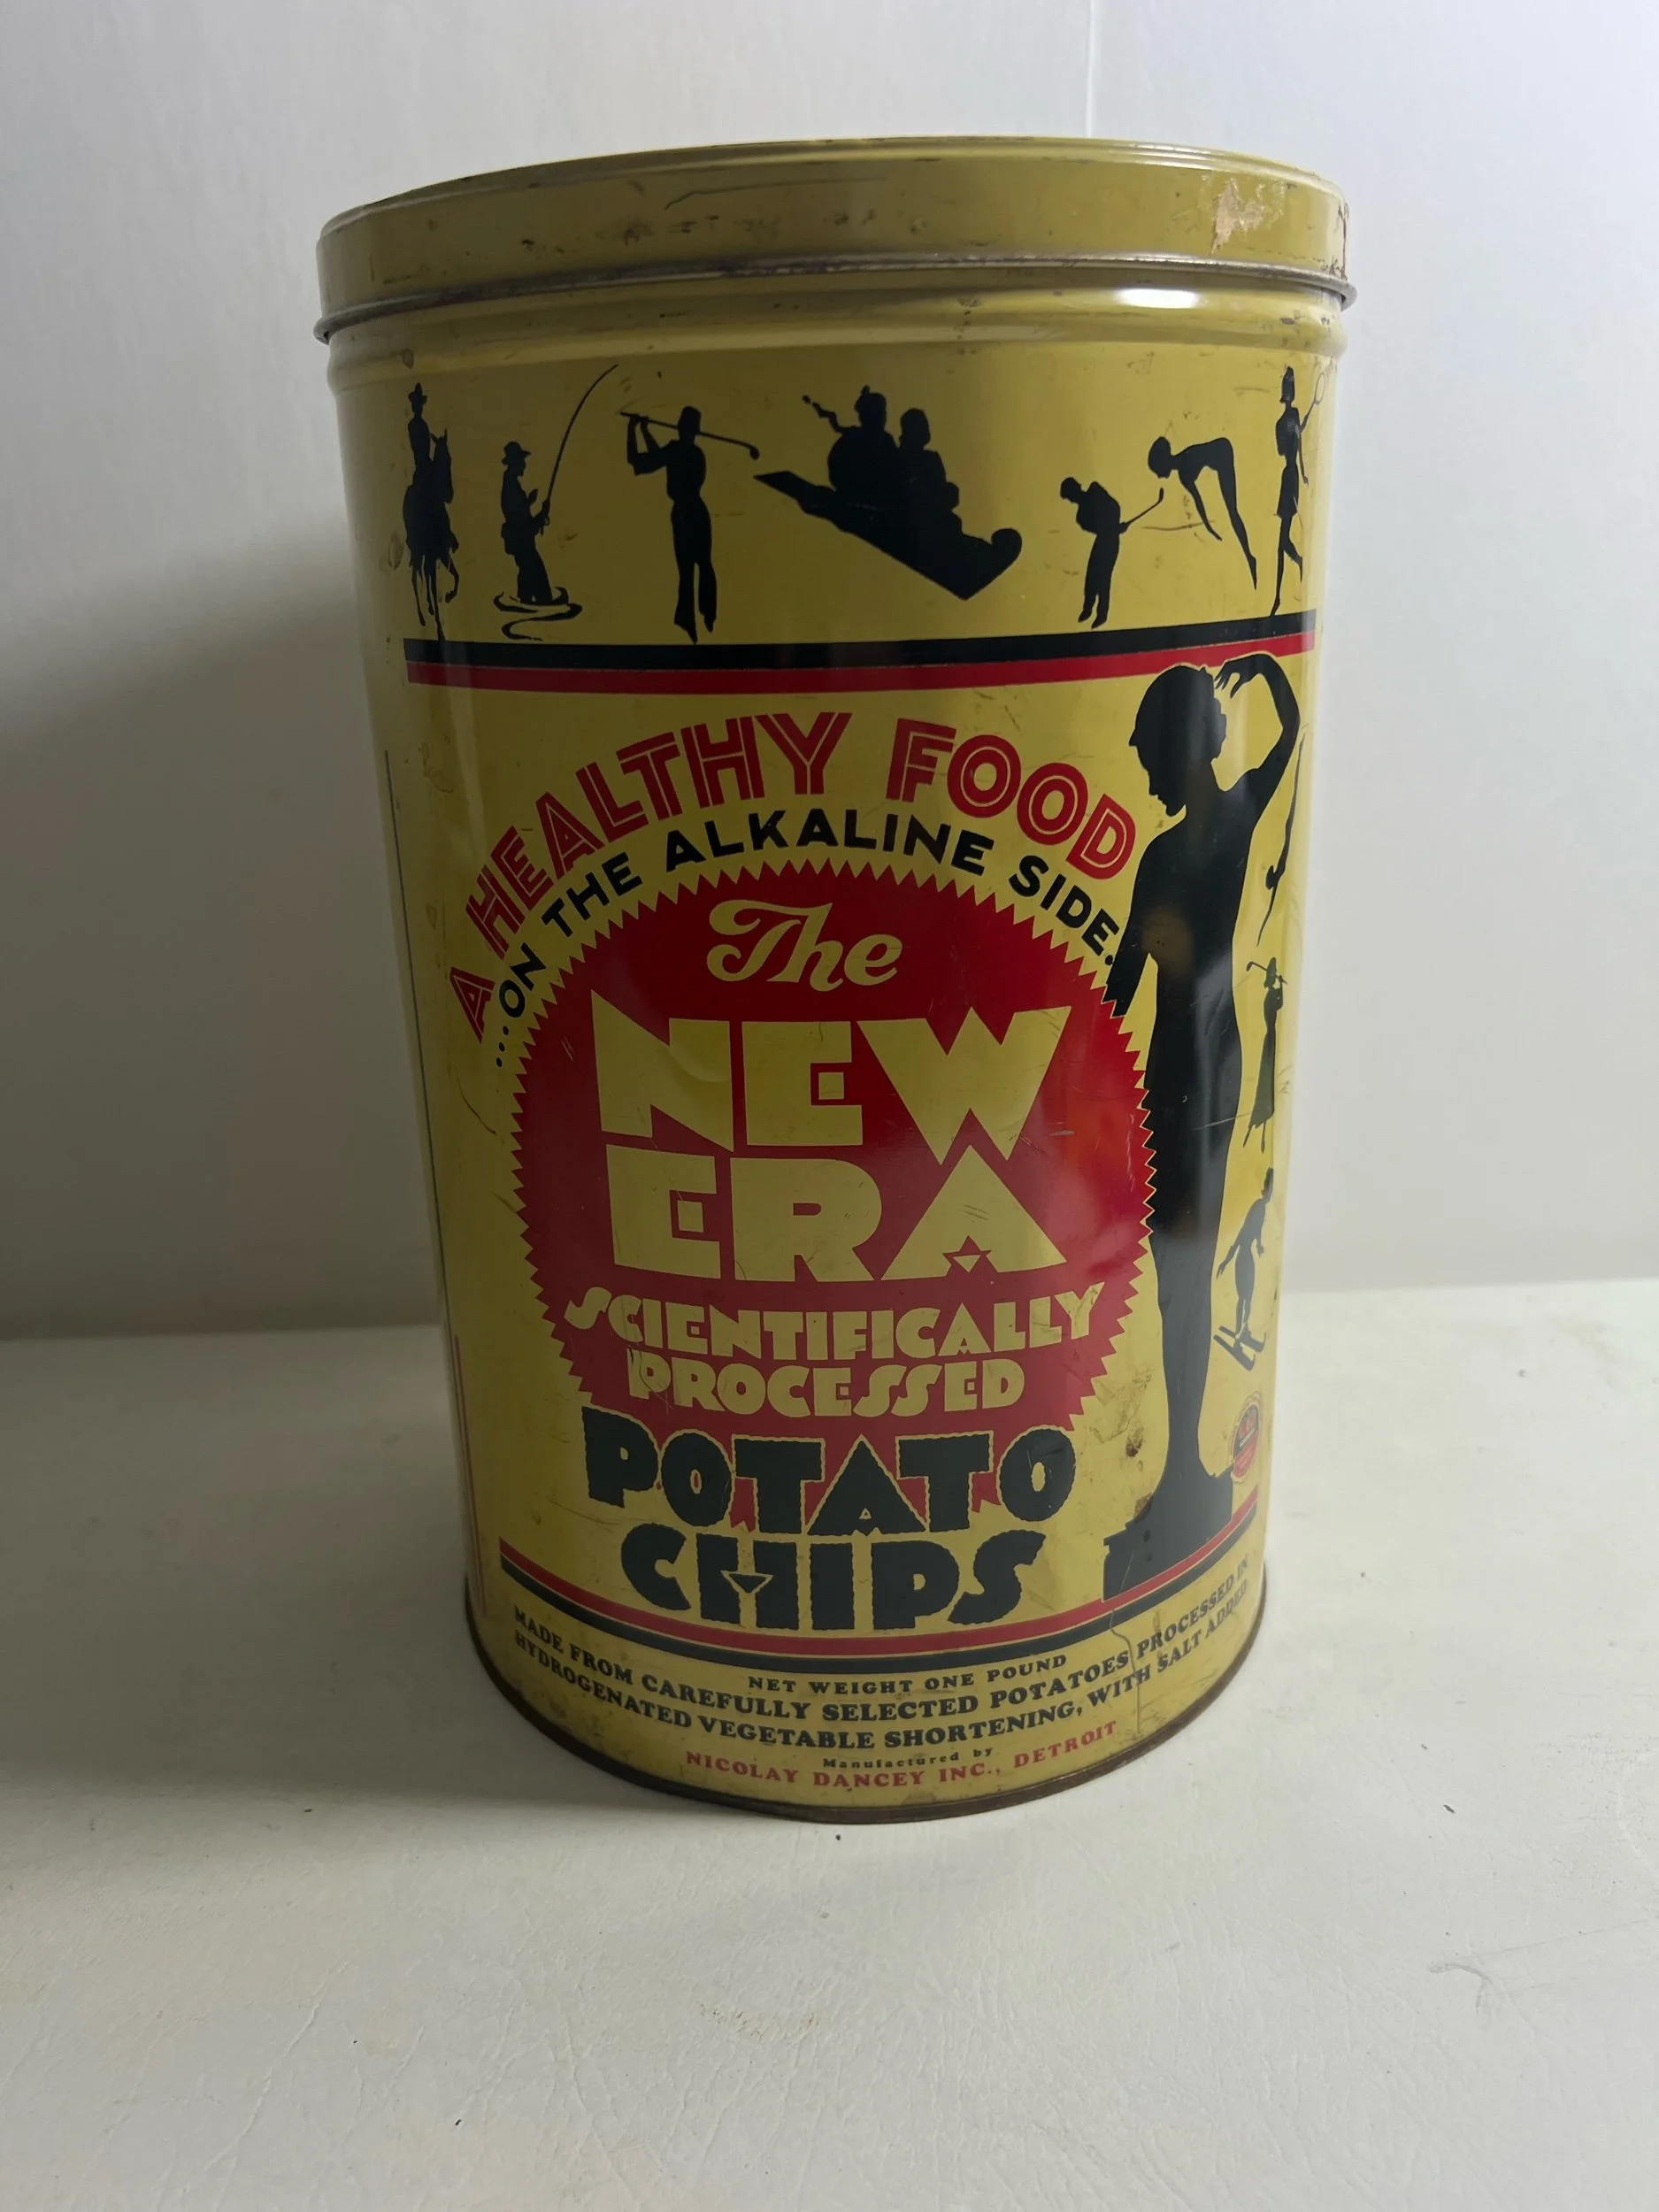 A HEALTHY FOOD
...ON THE ALKALINE SIDE.
The
NEW
ERA
SCIENTIFICALLY
PROCESSED
POTATO
CHIPS
NET WEIGHT ONE POUND
MADE FROM CAREFULLY SELECTED POTATOES PROCESSED IN
HYDROGENATED VEGETABLE SHORTENING, WITH SALT ADDED
Manufactured by
NICOLAY DANCEY INC., DETROIT